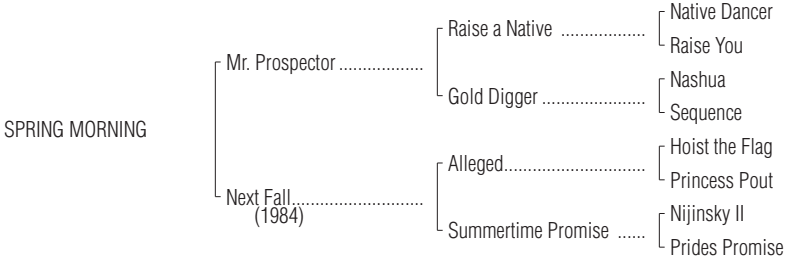 Native Dancer
Raise a Native ..................
Raise You
Mr. Prospector ..................
Nashua
Gold Digger ......................
Sequence
SPRING MORNING
Hoist the Flag
Alleged..............................
Princess Pout
Next Fall............................
(1984)
Nijinsky II
Summertime Promise ......
Prides Promise